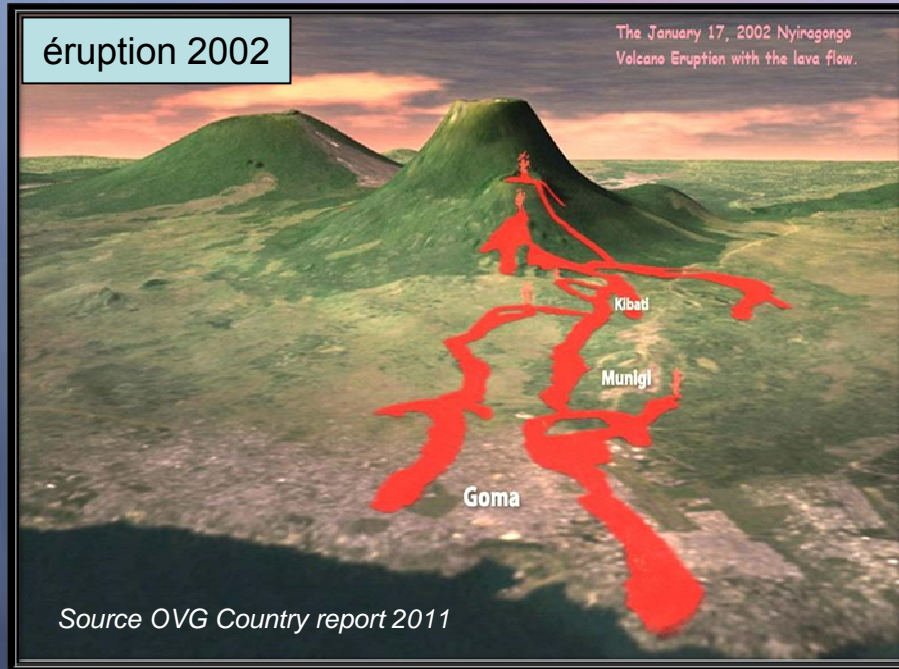 éruption 2002
The January 17, 2002 Nyiragongo
Volcano Eruption with the lava flow.
Kibati
Munigi
Goma
Source OVG Country report 2011